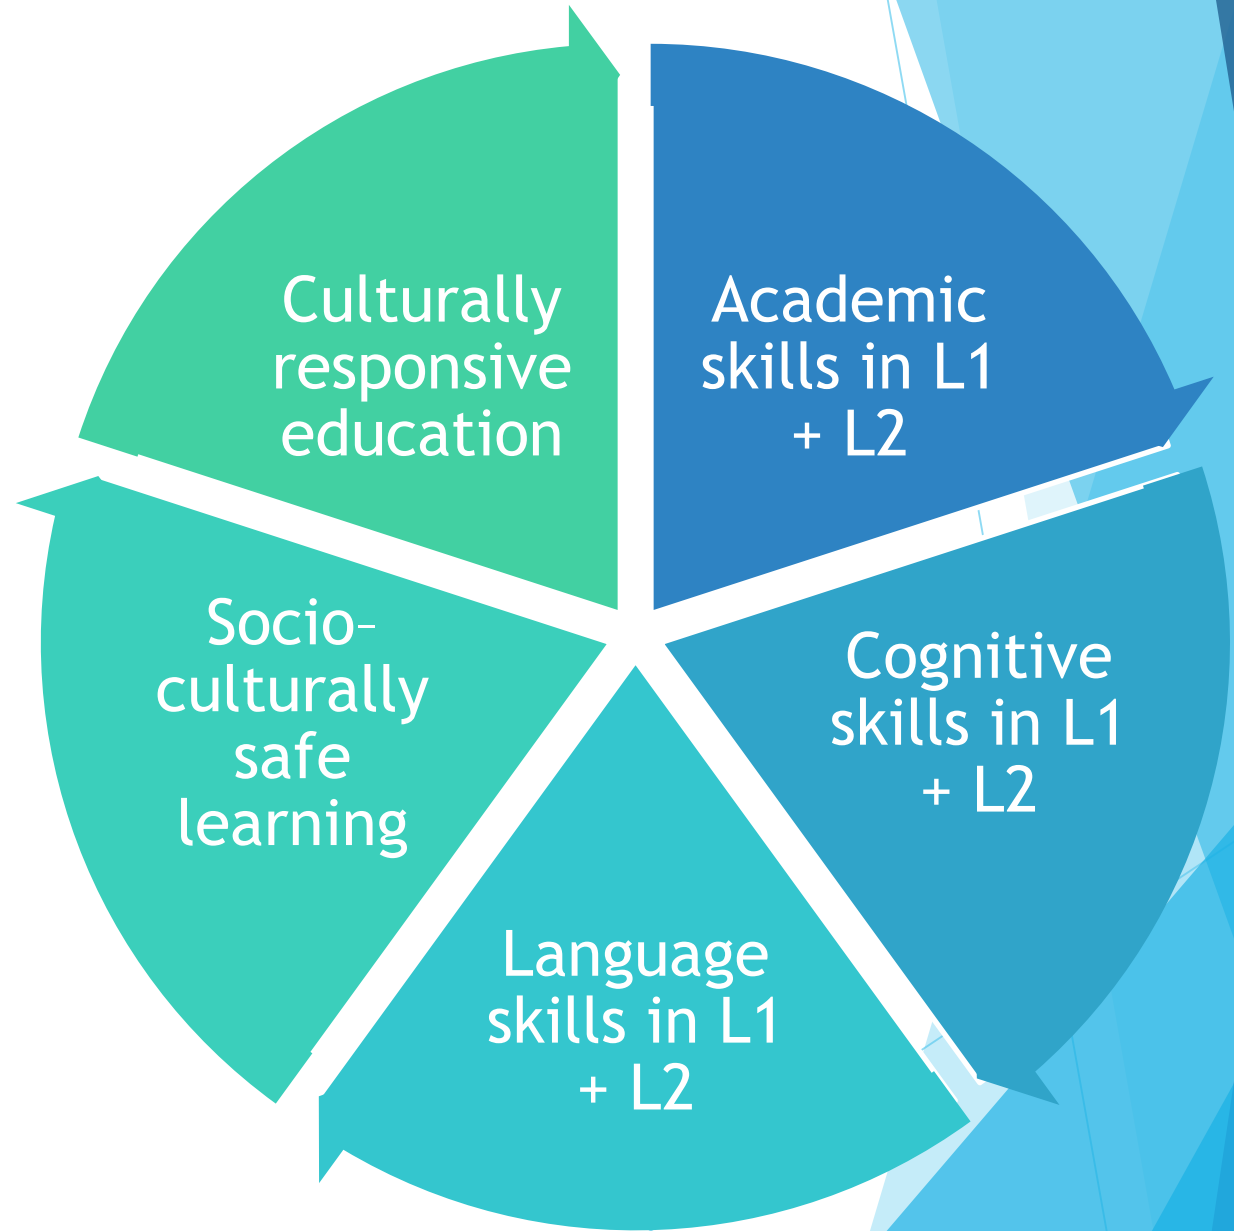 Culturally
responsive
education
Academic
skills in L1
+ L2
Cognitive
skills in L1
+ L2
Language
skills in L1
+ L2
Socio–
culturally
safe
learning